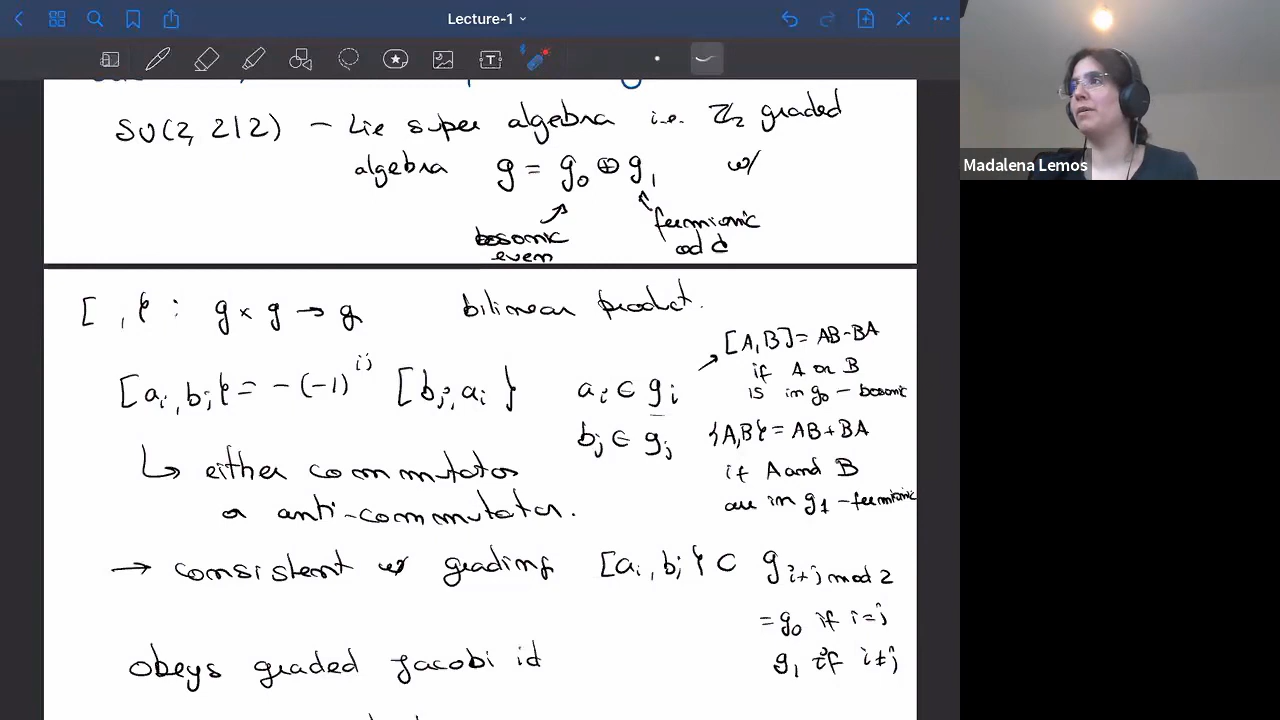 Lecture-1
SU(2,2|2) – Lie super algebra i.e. ℤ₂ graded
algebra g = g₀ ⊕ g₁ w/
bosonic
even
fermionic
odd
[ , } : g × g → g bilinear product.
[aᵢ, bⱼ} = -(-1)^{ij} [bⱼ, aᵢ } aᵢ ∈ gᵢ
bⱼ ∈ gⱼ
↳ either commutator
or anti-commutator.
→ [A,B] = AB-BA
if A or B
is in g₀ – bosonic
{A,B} = AB + BA
if A and B
are in g₁ – fermionic
→ consistent w/ grading [aᵢ, bⱼ} ⊂ g_{i+j mod 2}
= g₀ if i=j
g₁ if i≠j
obeys graded Jacobi id
Madalena Lemos